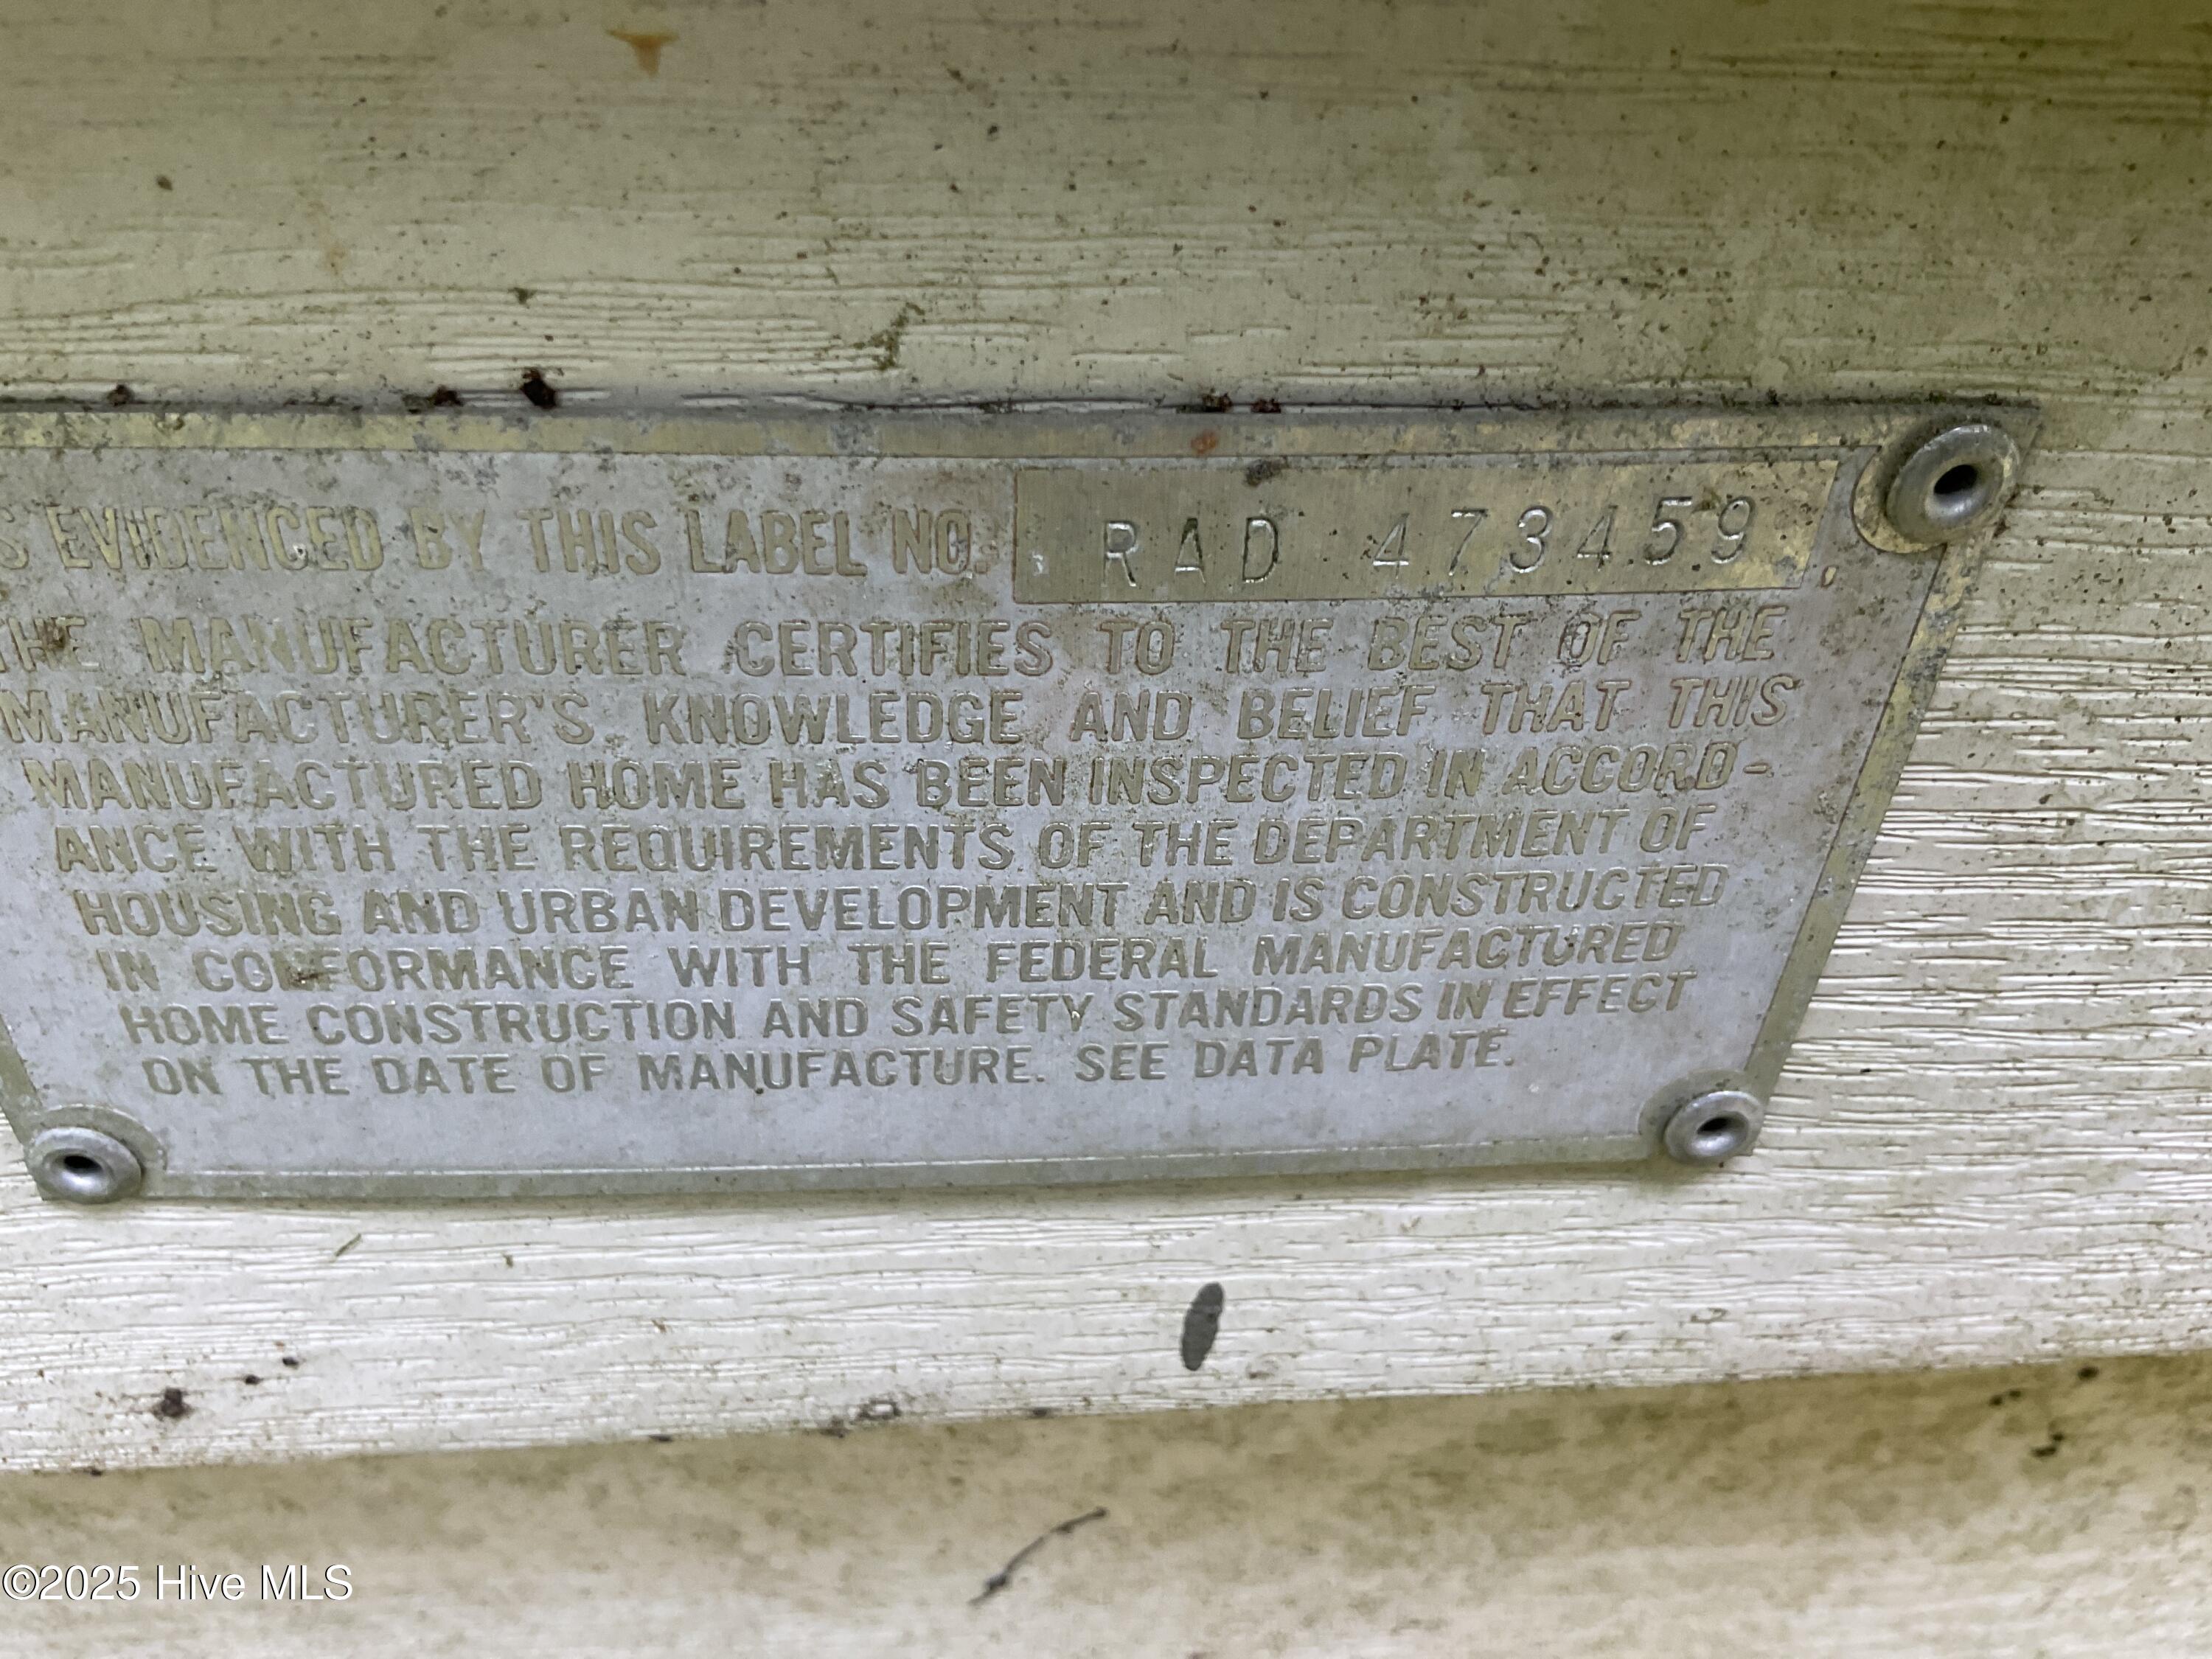 S EVIDENCED BY THIS LABEL NO. RAD 473459.
THE MANUFACTURER CERTIFIES TO THE BEST OF THE
MANUFACTURER'S KNOWLEDGE AND BELIEF THAT THIS
MANUFACTURED HOME HAS BEEN INSPECTED IN ACCORD-
ANCE WITH THE REQUIREMENTS OF THE DEPARTMENT OF
HOUSING AND URBAN DEVELOPMENT AND IS CONSTRUCTED
IN CONFORMANCE WITH THE FEDERAL MANUFACTURED
HOME CONSTRUCTION AND SAFETY STANDARDS IN EFFECT
ON THE DATE OF MANUFACTURE. SEE DATA PLATE.
©2025 Hive MLS